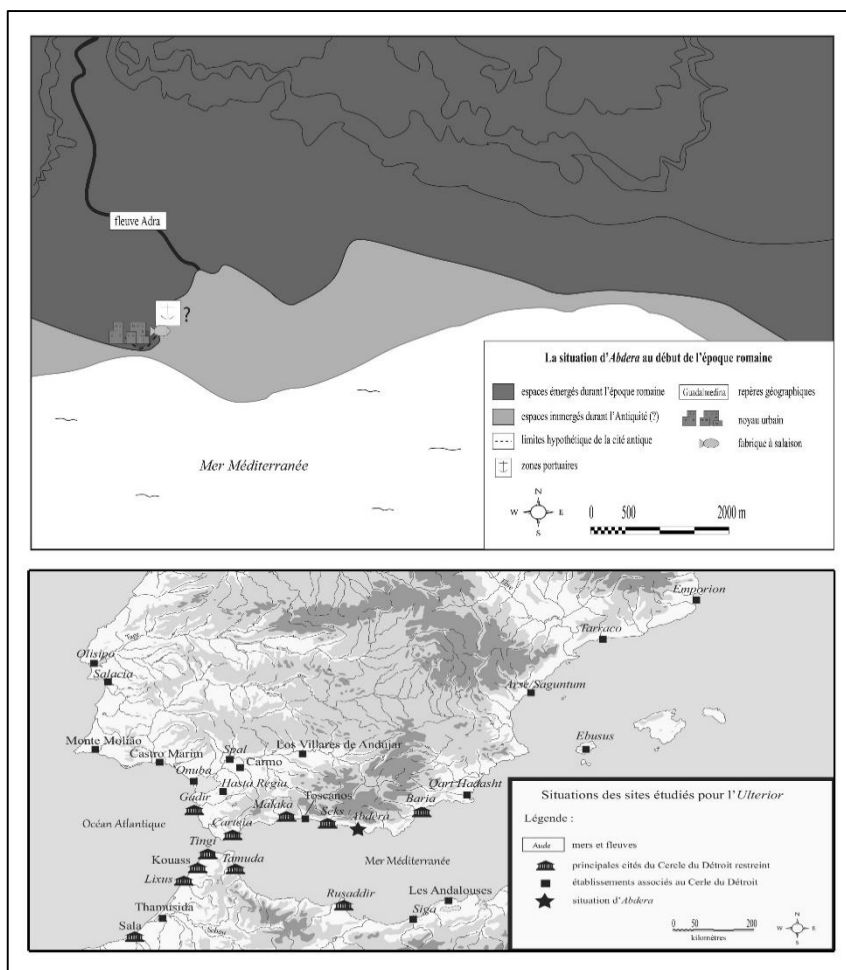 fleuve Adra
?
Mer Méditerranée
La situation d'Abdera au début de l'époque romaine
espaces émergés durant l'époque romaine
espaces immergés durant l'Antiquité (?)
limites hypothétique de la cité antique
zones portuaires
Guadalmedina
repères géographiques
noyau urbain
fabrique à salaison
N
W
E
S
0 500 2000 m
Emporion
Tarkaco
Olisipo
Salacia
Arse/Saguntum
Ebusus
Monte Molião
Castro Marim
Spal
Carmo
Los Villares de Andújar
Onuba
Hasta Regia
Gadir
Malaka
Toscanos
Seks
Abdera
Baria
Qart Hadasht
Océan Atlantique
Carteia
Tingi
Kouass
Tamuda
Lixus
Mer Méditerranée
Rusaddir
Les Andalouses
Siga
Thamusida
Sala
Situations des sites étudiés pour l'Ulterior
Légende :
Aude
mers et fleuves
principales cités du Cercle du Détroit restreint
établissements associés au Cerle du Détroit
situation d'Abdera
0 50 200
kilomètres
N
W
E
S